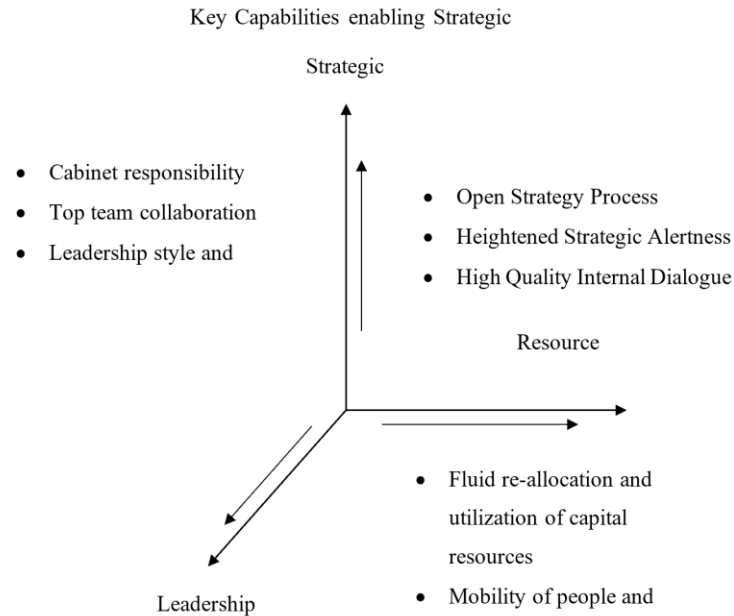 Key Capabilities enabling Strategic
Strategic
• Cabinet responsibility
• Top team collaboration
• Leadership style and
• Open Strategy Process
• Heightened Strategic Alertness
• High Quality Internal Dialogue
Resource
• Fluid re-allocation and
utilization of capital
resources
• Mobility of people and
Leadership